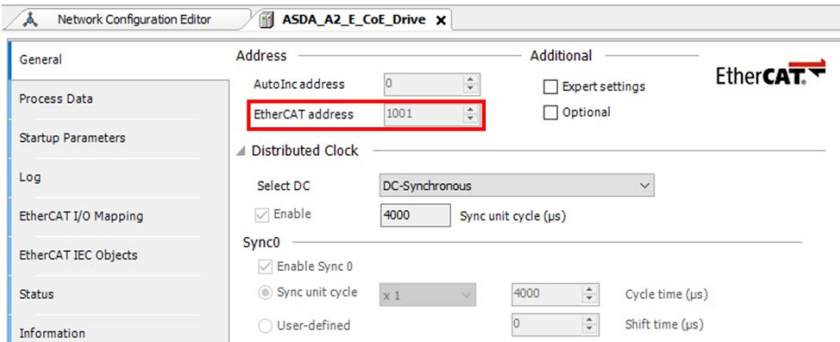 Network Configuration Editor
ASDA_A2_E_CoE_Drive x
General
Process Data
Startup Parameters
Log
EtherCAT I/O Mapping
EtherCAT IEC Objects
Status
Information
Address
AutoInc address 0
EtherCAT address 1001
Additional
Expert settings
Optional
EtherCAT
Distributed Clock
Select DC DC-Synchronous
Enable 4000 Sync unit cycle (µs)
Sync0
Enable Sync 0
Sync unit cycle x 1 4000 Cycle time (µs)
User-defined 0 Shift time (µs)